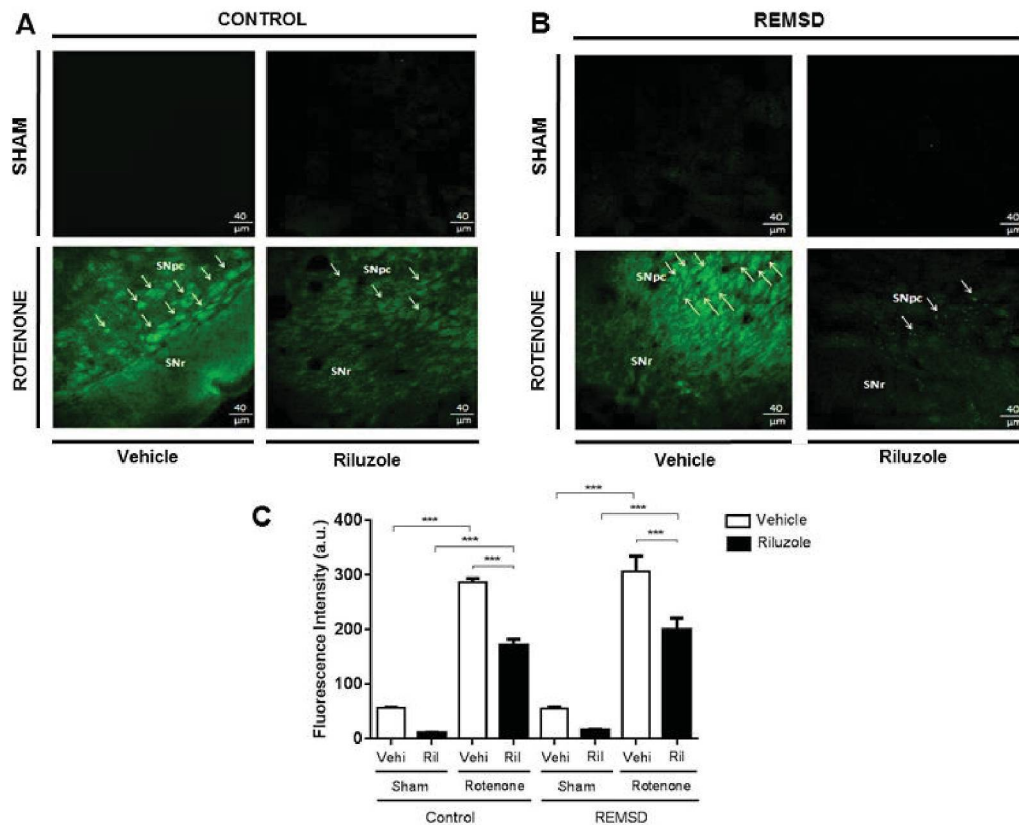 A
CONTROL
SHAM
40
µm
40
µm
ROTENONE
SNpc
SNr
40
µm
SNpc
SNr
40
µm
Vehicle
Riluzole
B
REMSD
SHAM
40
µm
40
µm
ROTENONE
SNpc
SNr
40
µm
SNpc
SNr
40
µm
Vehicle
Riluzole
C
Fluorescence Intensity (a.u.)
400
300
200
100
0
***
***
***
***
***
***
Vehicle
Riluzole
Vehi Ril Vehi Ril Vehi Ril Vehi Ril
Sham Rotenone Sham Rotenone
Control REMSD